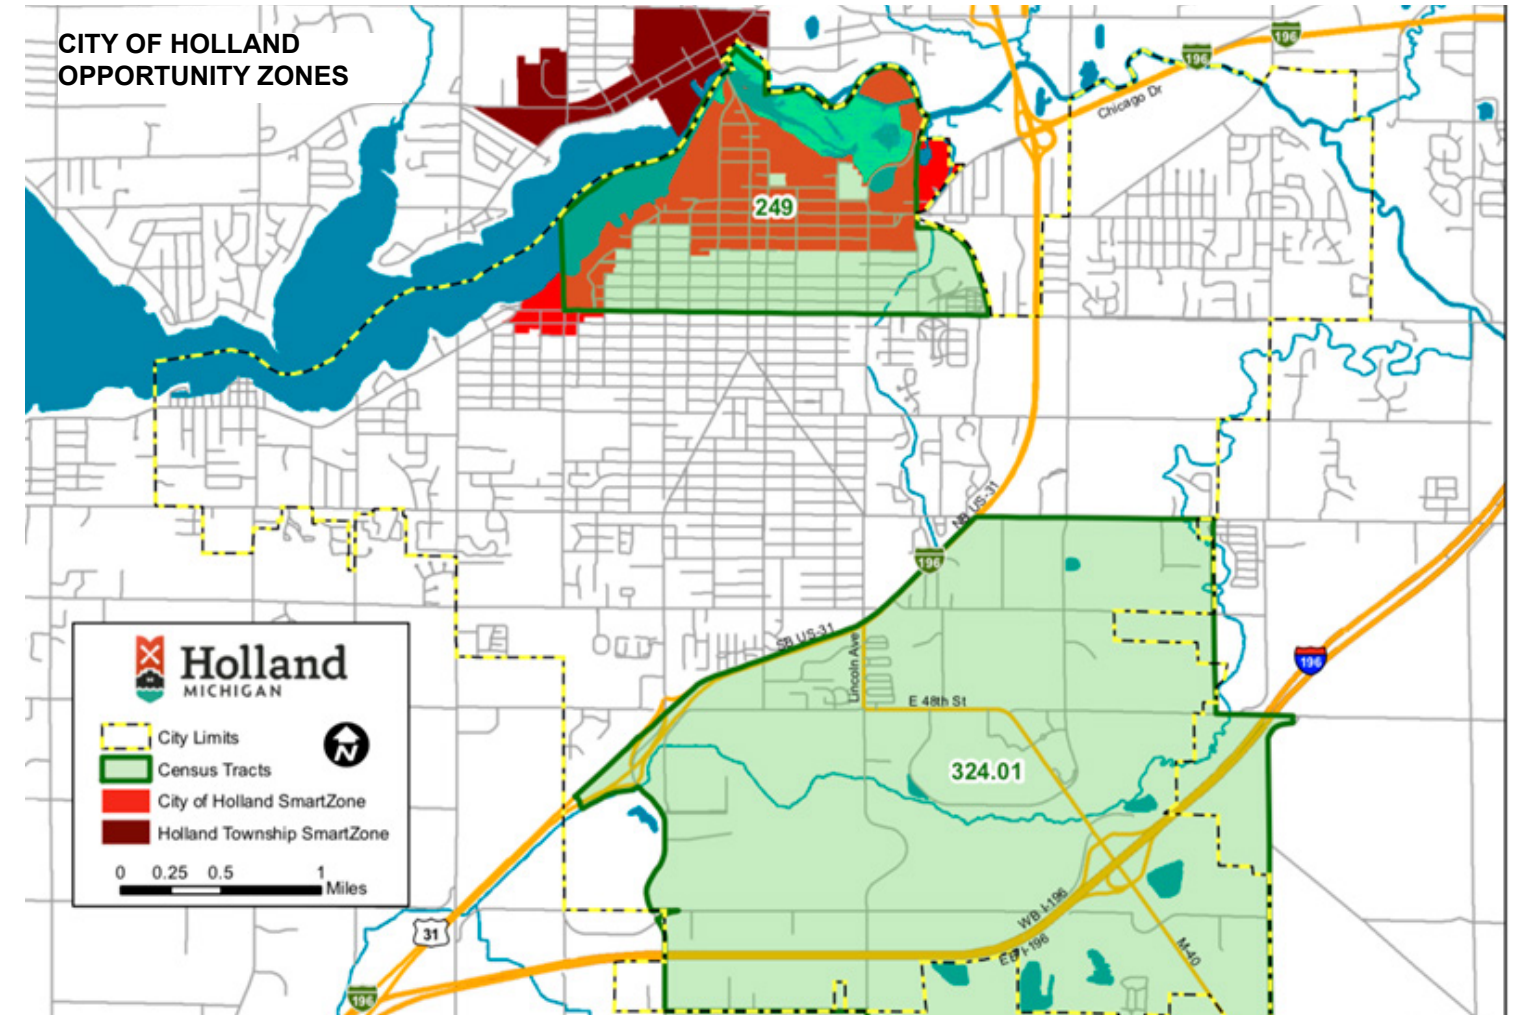 CITY OF HOLLAND
OPPORTUNITY ZONES
196
196
Chicago Dr
249
NB US-31
196
SB US-31
Lincoln Ave
196
E 48th St
324.01
Holland
MICHIGAN
City Limits
N
Census Tracts
City of Holland SmartZone
Holland Township SmartZone
0 0.25 0.5 1
Miles
WB I-196
31
EB I-196
M-40
196